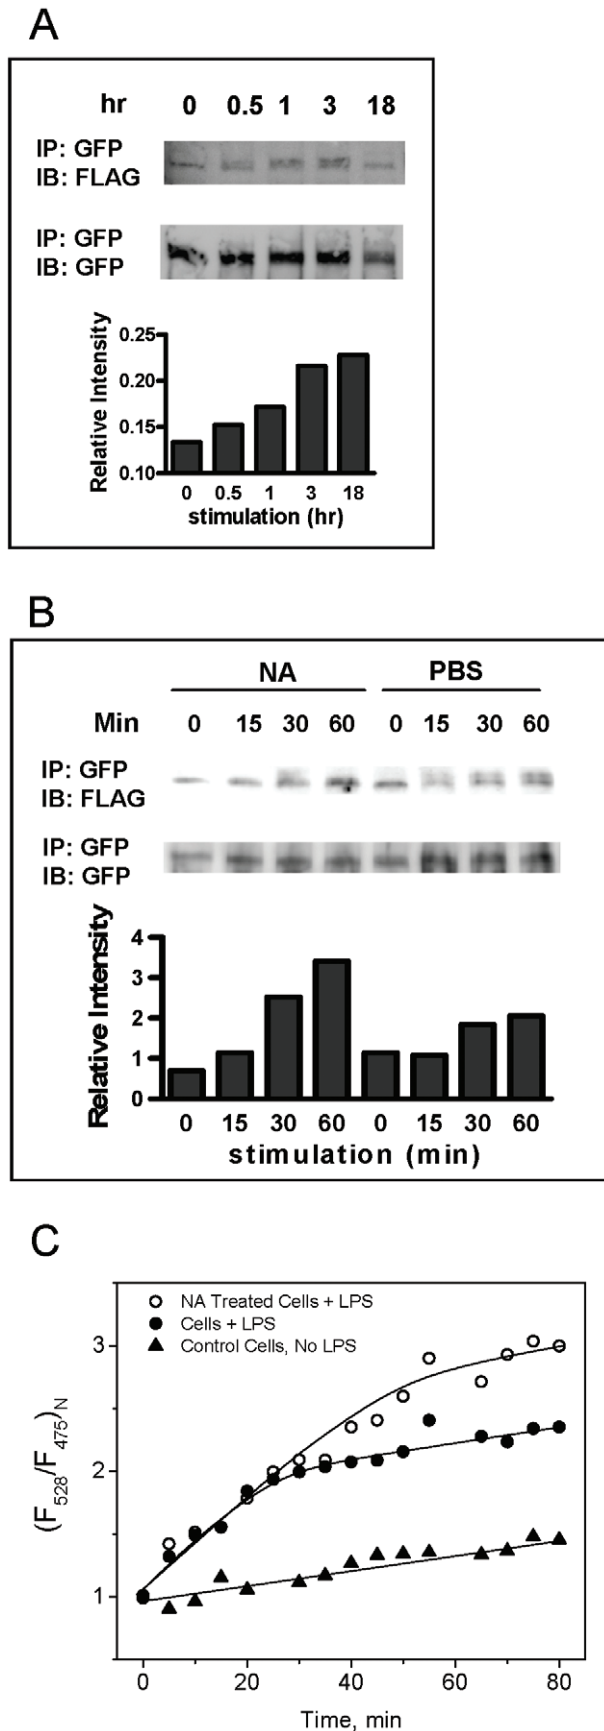 A
hr 0 0.5 1 3 18
IP: GFP
IB: FLAG
IP: GFP
IB: GFP
Relative Intensity
0.25
0.20
0.15
0.10
0 0.5 1 3 18
stimulation (hr)
B
NA PBS
Min 0 15 30 60 0 15 30 60
IP: GFP
IB: FLAG
IP: GFP
IB: GFP
Relative Intensity
4
3
2
1
0
0 15 30 60 0 15 30 60
stimulation (min)
C
NA Treated Cells + LPS
Cells + LPS
Control Cells, No LPS
(F528/F475)N
3
2
1
0 20 40 60 80
Time, min